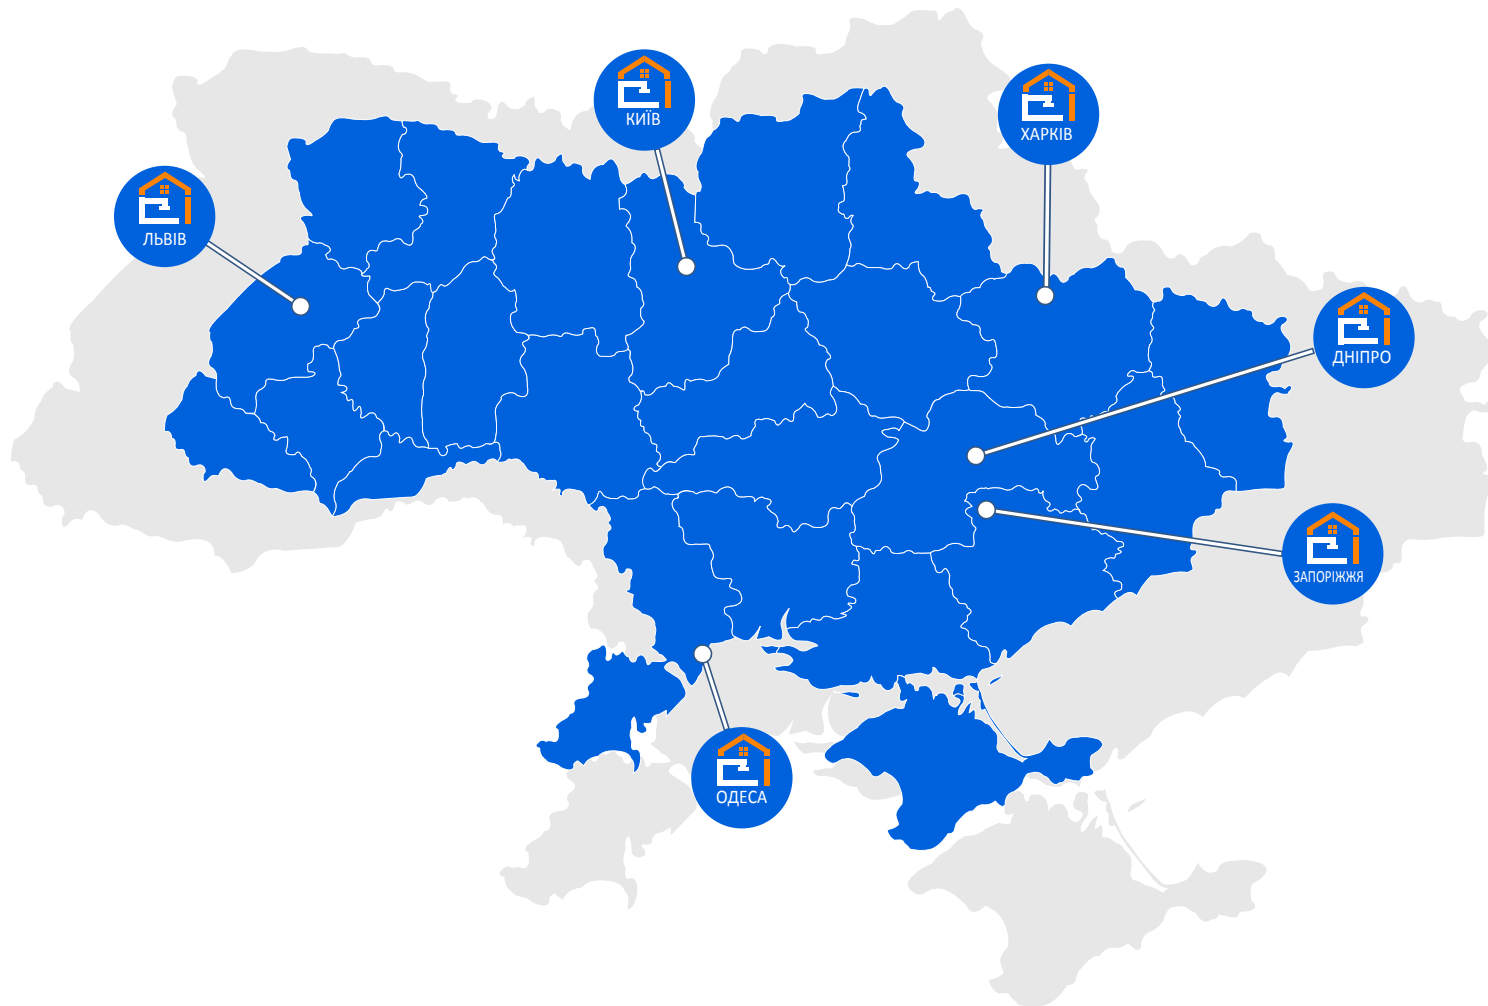 КИЇВ
ХАРКІВ
ЛЬВІВ
ДНІПРО
ЗАПОРІЖЖЯ
ОДЕСА